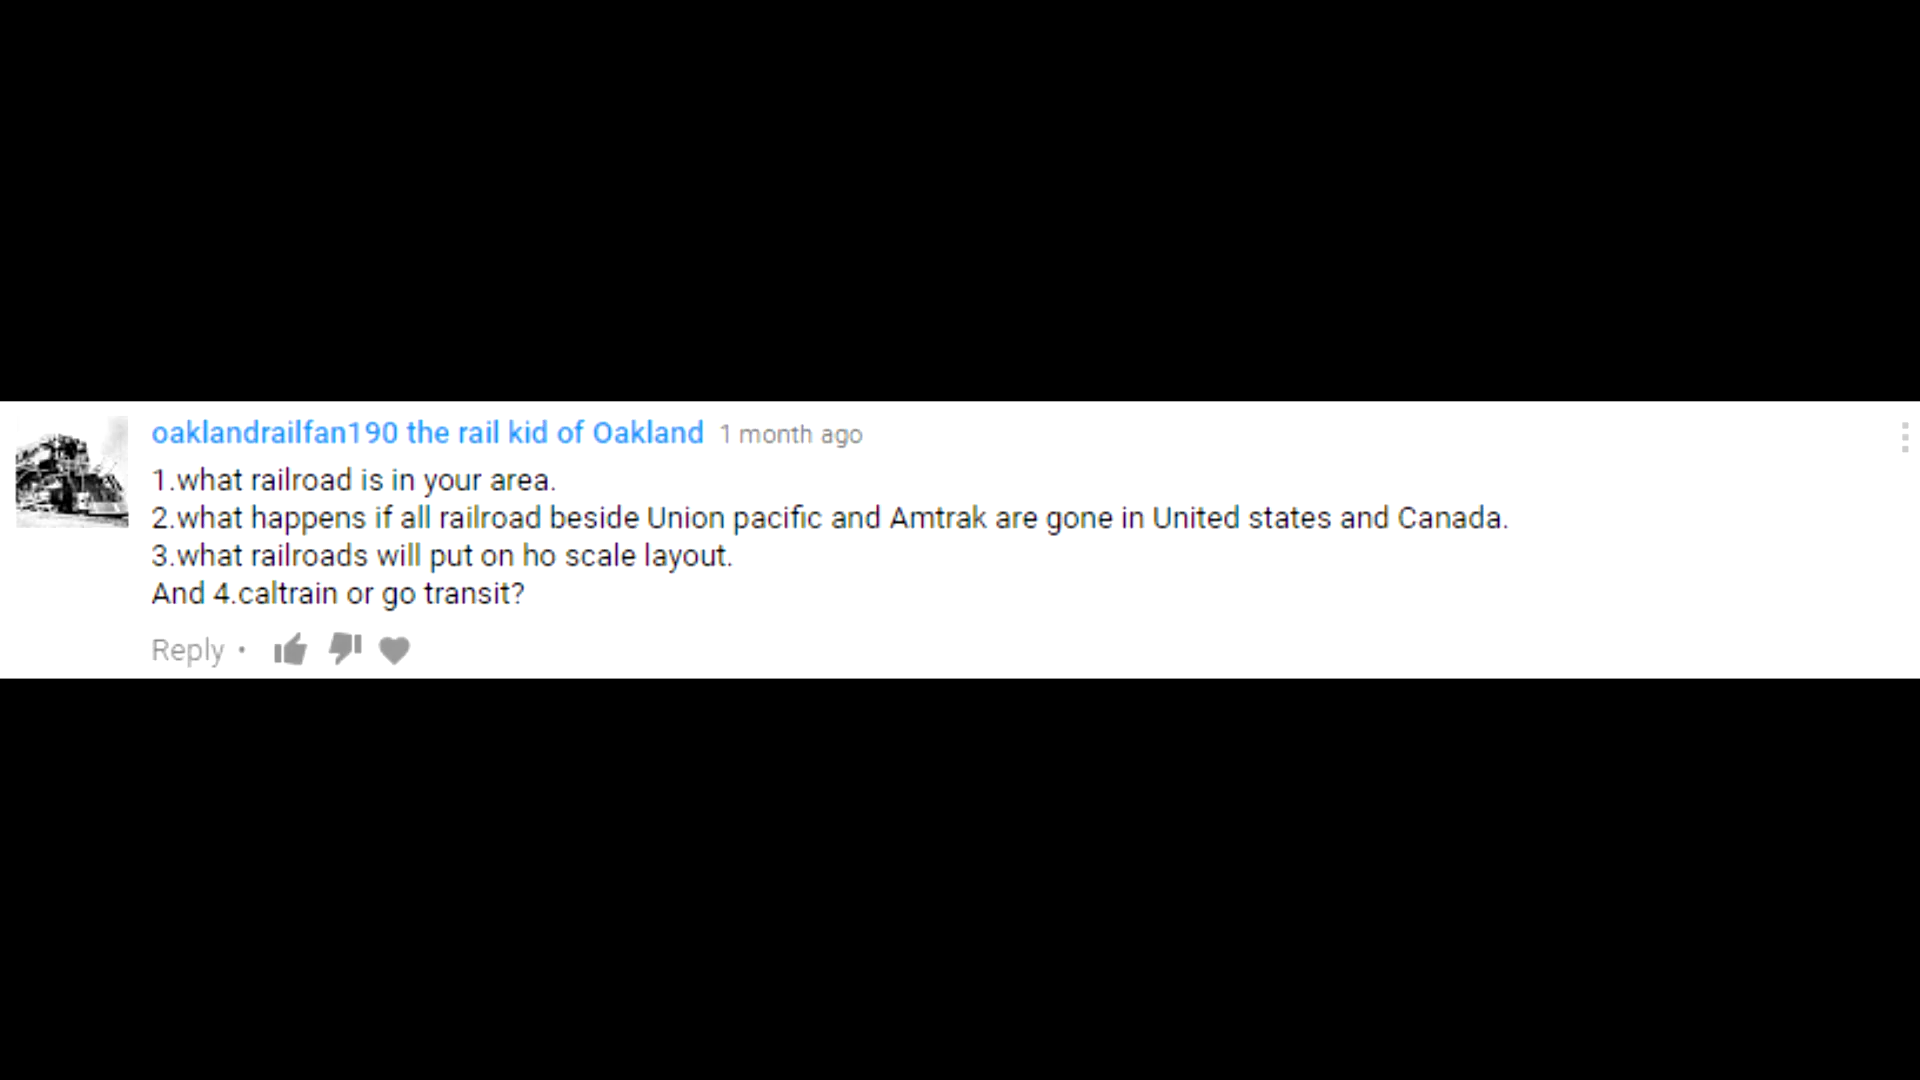 oaklandrailfan190 the rail kid of Oakland 1 month ago
1.what railroad is in your area.
2.what happens if all railroad beside Union pacific and Amtrak are gone in United states and Canada.
3.what railroads will put on ho scale layout.
And 4.caltrain or go transit?
Reply •